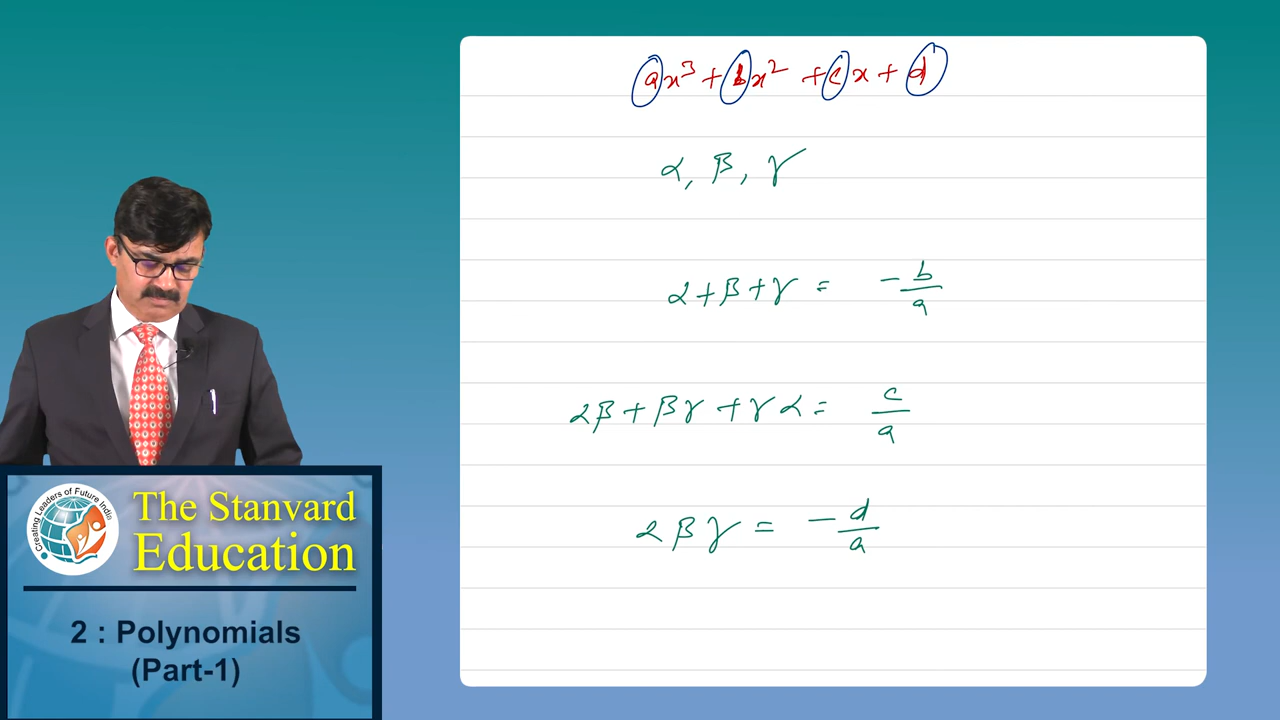 ax³ + bx² + cx + d
α, β, γ
α + β + γ = -b/a
αβ + βγ + γα = c/a
αβγ = -d/a
Creating Leaders of Future India
The Stanvard
Education
2 : Polynomials
(Part-1)